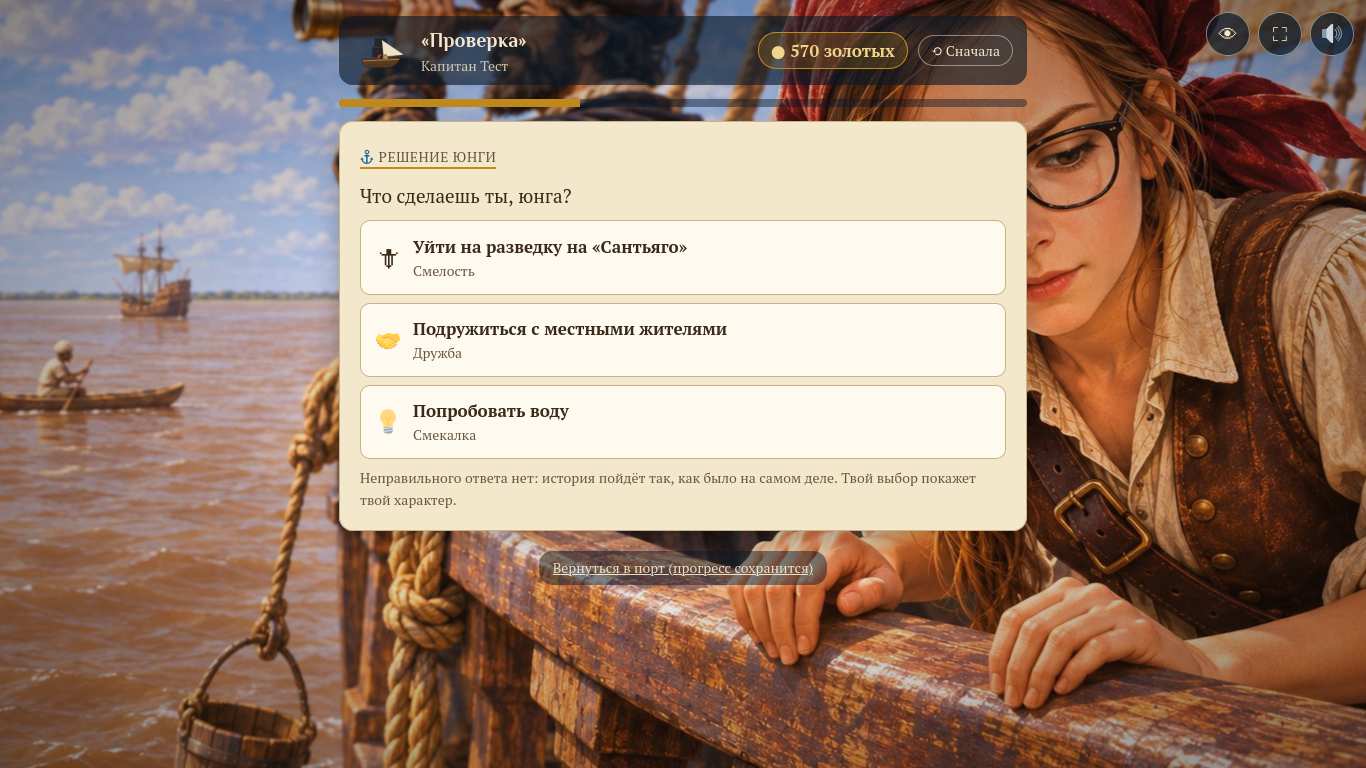 «Проверка»
Капитан Тест
570 золотых
⟲ Сначала
РЕШЕНИЕ ЮНГИ
Что сделаешь ты, юнга?
Уйти на разведку на «Сантьяго»
Смелость
Подружиться с местными жителями
Дружба
Попробовать воду
Смекалка
Неправильного ответа нет: история пойдёт так, как было на самом деле. Твой выбор покажет
твой характер.
Вернуться в порт (прогресс сохранится)